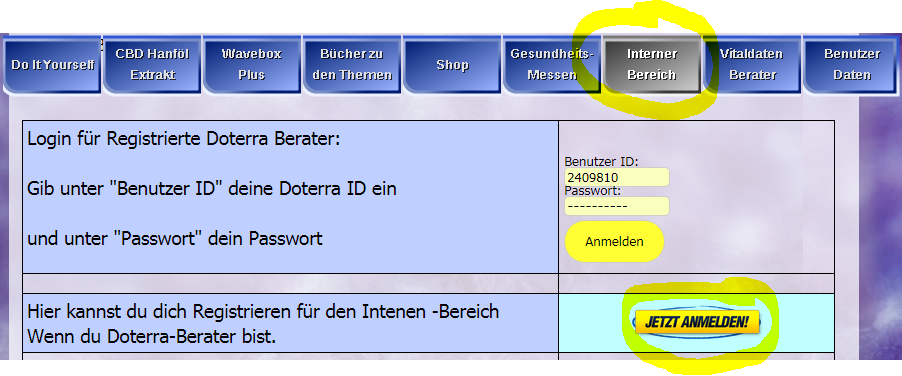 Do It Yourself
CBD Hanföl
Extrakt
Wavebox
Plus
Bücher zu
den Themen
Shop
Gesundheits-
Messen
Interner
Bereich
Vitaldaten
Berater
Benutzer
Daten
Login für Registrierte Doterra Berater:
Gib unter "Benutzer ID" deine Doterra ID ein
und unter "Passwort" dein Passwort
Benutzer ID:
2409810
Passwort:
----------
Anmelden
Hier kannst du dich Registrieren für den Intenen -Bereich
Wenn du Doterra-Berater bist.
JETZT ANMELDEN!